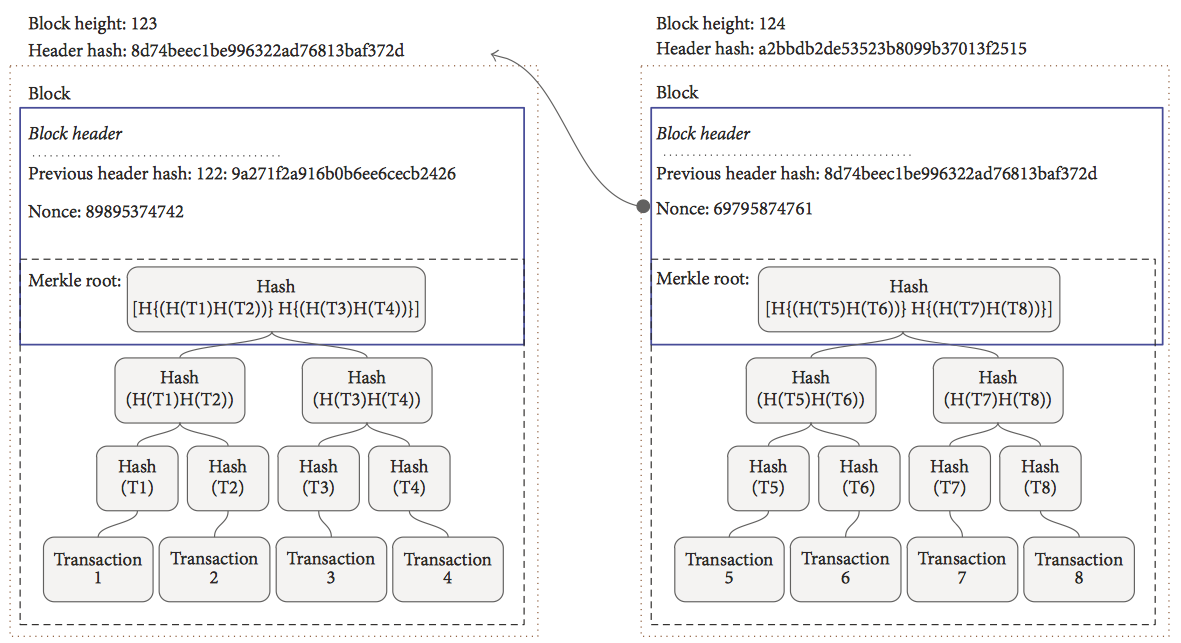 Block height: 123
Header hash: 8d74beec1be996322ad76813baf372d
Block
Block header
Previous header hash: 122: 9a271f2a916b0b6ee6cecb2426
Nonce: 89895374742
Merkle root:
Hash
[H{(H(T1)H(T2))} H{(H(T3)H(T4))}]
Hash
(H(T1)H(T2))
Hash
(H(T3)H(T4))
Hash
(T1)
Hash
(T2)
Hash
(T3)
Hash
(T4)
Transaction
1
Transaction
2
Transaction
3
Transaction
4
Block height: 124
Header hash: a2bbdb2de53523b8099b37013f2515
Block
Block header
Previous header hash: 8d74beec1be996322ad76813baf372d
Nonce: 69795874761
Merkle root:
Hash
[H{(H(T5)H(T6))} H{(H(T7)H(T8))}]
Hash
(H(T5)H(T6))
Hash
(H(T7)H(T8))
Hash
(T5)
Hash
(T6)
Hash
(T7)
Hash
(T8)
Transaction
5
Transaction
6
Transaction
7
Transaction
8